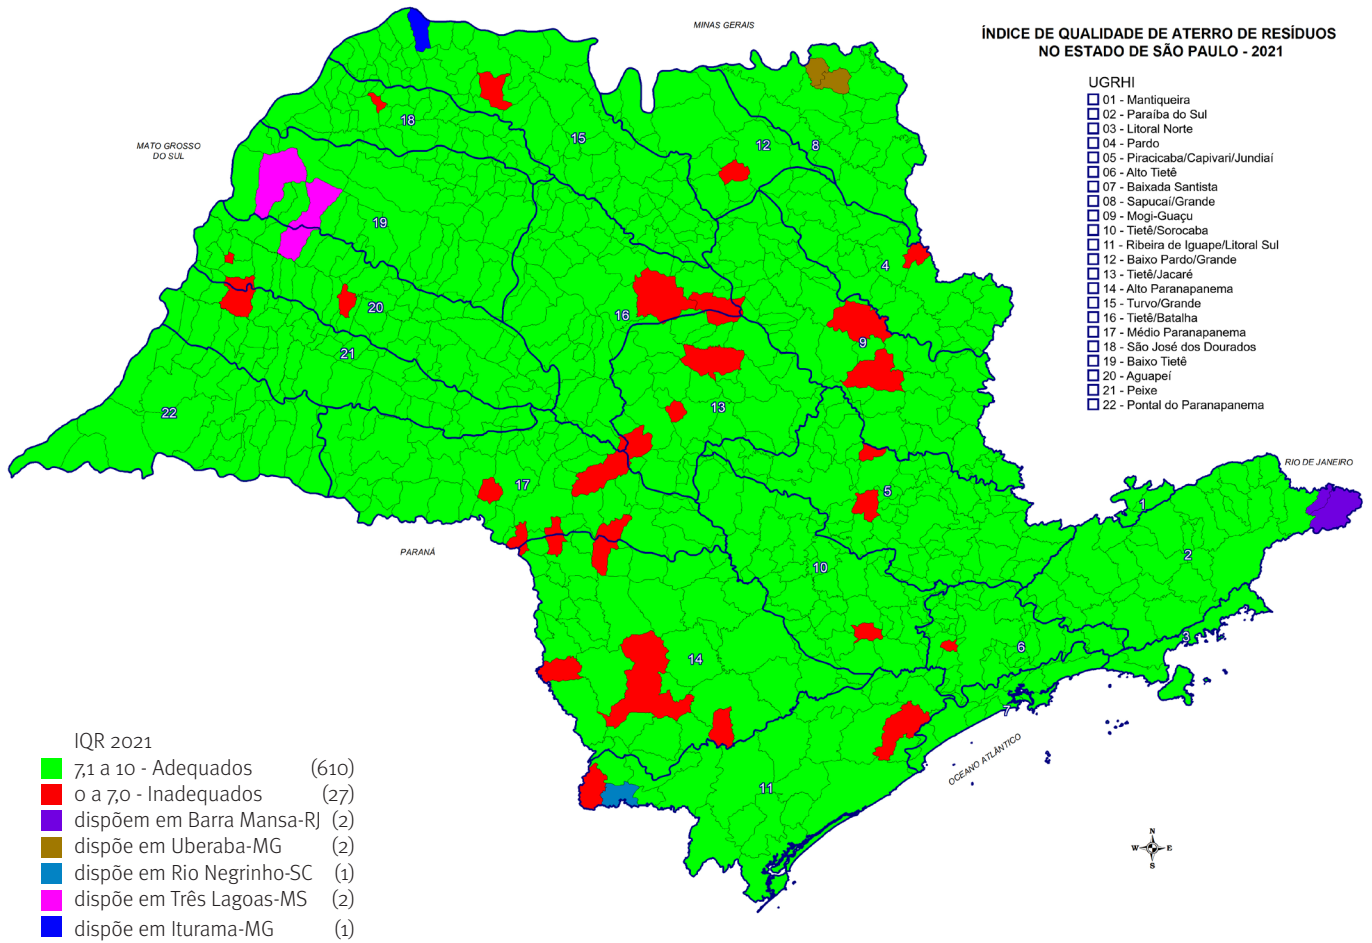 MINAS GERAIS
ÍNDICE DE QUALIDADE DE ATERRO DE RESÍDUOS
NO ESTADO DE SÃO PAULO - 2021
UGRHI
01 - Mantiqueira
02 - Paraíba do Sul
03 - Litoral Norte
04 - Pardo
05 - Piracicaba/Capivari/Jundiaí
06 - Alto Tietê
07 - Baixada Santista
08 - Sapucaí/Grande
09 - Mogi-Guaçu
10 - Tietê/Sorocaba
11 - Ribeira de Iguape/Litoral Sul
12 - Baixo Pardo/Grande
13 - Tietê/Jacaré
14 - Alto Paranapanema
15 - Turvo/Grande
16 - Tietê/Batalha
17 - Médio Paranapanema
18 - São José dos Dourados
19 - Baixo Tietê
20 - Aguapeí
21 - Peixe
22 - Pontal do Paranapanema
MATO GROSSO
DO SUL
18
15
12
8
19
4
20
16
9
21
13
22
RIO DE JANEIRO
17
5
1
PARANÁ
2
10
3
6
14
7
OCEANO ATLÂNTICO
11
IQR 2021
7,1 a 10 - Adequados (610)
0 a 7,0 - Inadequados (27)
dispõem em Barra Mansa-RJ (2)
dispõe em Uberaba-MG (2)
dispõe em Rio Negrinho-SC (1)
dispõe em Três Lagoas-MS (2)
dispõe em Iturama-MG (1)
N
W E
S